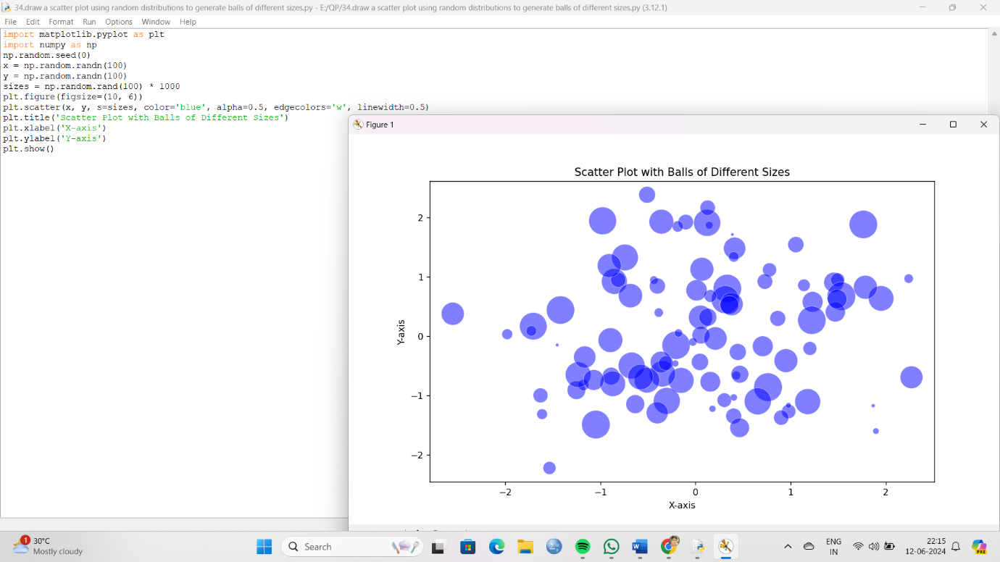 34.draw a scatter plot using random distributions to generate balls of different sizes.py - E:/QP/34.draw a scatter plot using random distributions to generate balls of different sizes.py (3.12.1)
File Edit Format Run Options Window Help
import matplotlib.pyplot as plt
import numpy as np
np.random.seed(0)
x = np.random.randn(100)
y = np.random.randn(100)
sizes = np.random.rand(100) * 1000
plt.figure(figsize=(10, 6))
plt.scatter(x, y, s=sizes, color='blue', alpha=0.5, edgecolors='w', linewidth=0.5)
plt.title('Scatter Plot with Balls of Different Sizes')
plt.xlabel('X-axis')
plt.ylabel('Y-axis')
plt.show()
Figure 1
Scatter Plot with Balls of Different Sizes
2
1
0
−1
−2
Y-axis
−2 −1 0 1 2
X-axis
1
30°C
Mostly cloudy
Search
ENG
IN
22:15
12-06-2024
PRE